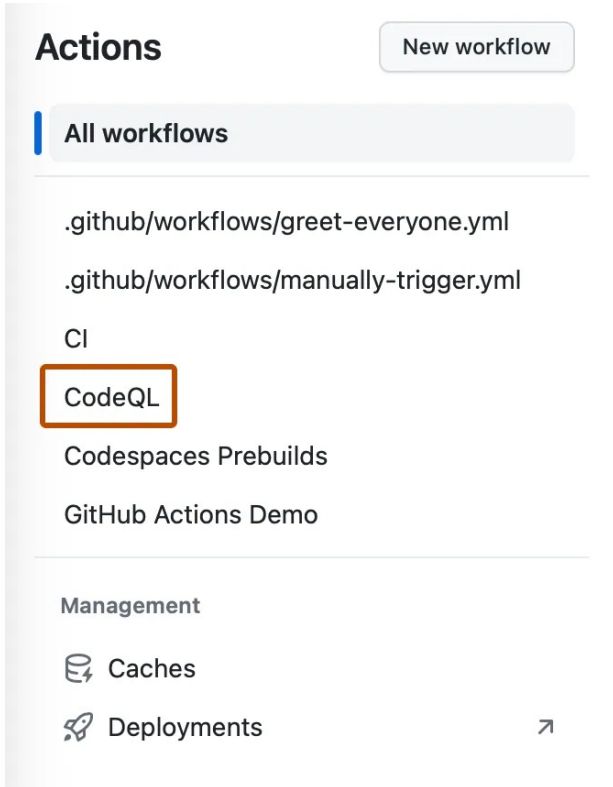 Actions
New workflow
All workflows
.github/workflows/greet-everyone.yml
.github/workflows/manually-trigger.yml
CI
CodeQL
Codespaces Prebuilds
GitHub Actions Demo
Management
Caches
Deployments